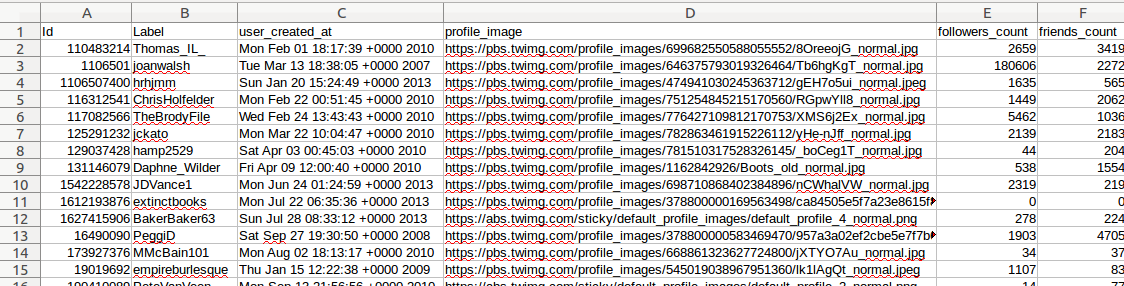 A B C D E F
1 Id Label user_created_at profile_image followers_count friends_count
2 110483214 Thomas_IL_ Mon Feb 01 18:17:39 +0000 2010 https://pbs.twimg.com/profile_images/699682550588055552/8OreeojG_normal.jpg 2659 3419
3 1106501 joanwalsh Tue Mar 13 18:38:05 +0000 2007 https://pbs.twimg.com/profile_images/646375793019326464/Tb6hgKgT_normal.jpg 180606 2272
4 1106507400 hrhjmm Sun Jan 20 15:24:49 +0000 2013 https://pbs.twimg.com/profile_images/474941030245363712/gEH7o5ui_normal.jpeg 1635 565
5 116312541 ChrisHolfelder Mon Feb 22 00:51:45 +0000 2010 https://pbs.twimg.com/profile_images/751254845215170560/RGpwYIl8_normal.jpg 1449 2062
6 117082566 TheBrodyFile Wed Feb 24 13:43:43 +0000 2010 https://pbs.twimg.com/profile_images/776427109812170753/XMS6j2Ex_normal.jpg 5462 1036
7 125291232 jckato Mon Mar 22 10:04:47 +0000 2010 https://pbs.twimg.com/profile_images/782863461915226112/yHe-nJff_normal.jpg 2139 2183
8 129037428 hamp2529 Sat Apr 03 00:45:03 +0000 2010 https://pbs.twimg.com/profile_images/781510317528326145/_boCeg1T_normal.jpg 44 204
9 131146079 Daphne_Wilder Fri Apr 09 12:00:40 +0000 2010 https://pbs.twimg.com/profile_images/1162842926/Boots_old_normal.jpg 538 1554
10 1542228578 JDVance1 Mon Jun 24 01:24:59 +0000 2013 https://pbs.twimg.com/profile_images/698710868402384896/nCWhalVW_normal.jpg 2319 219
11 1612193876 extinctbooks Mon Jul 22 06:35:36 +0000 2013 https://pbs.twimg.com/profile_images/378800000169563498/ca84505e5f7a23e8615f 0 0
12 1627415906 BakerBaker63 Sun Jul 28 08:33:12 +0000 2013 https://abs.twimg.com/sticky/default_profile_images/default_profile_4_normal.png 278 224
13 16490090 PeggiD Sat Sep 27 19:30:50 +0000 2008 https://pbs.twimg.com/profile_images/378800000583469470/957a3a02ef2cbe5e7f7b 1903 4705
14 173927376 MMcBain101 Mon Aug 02 18:13:17 +0000 2010 https://pbs.twimg.com/profile_images/668861323627724800/jXTYO7Au_normal.jpg 34 37
15 19019692 empireburlesque Thu Jan 15 12:22:38 +0000 2009 https://pbs.twimg.com/profile_images/545019038967951360/Ik1lAgQt_normal.jpeg 1107 83